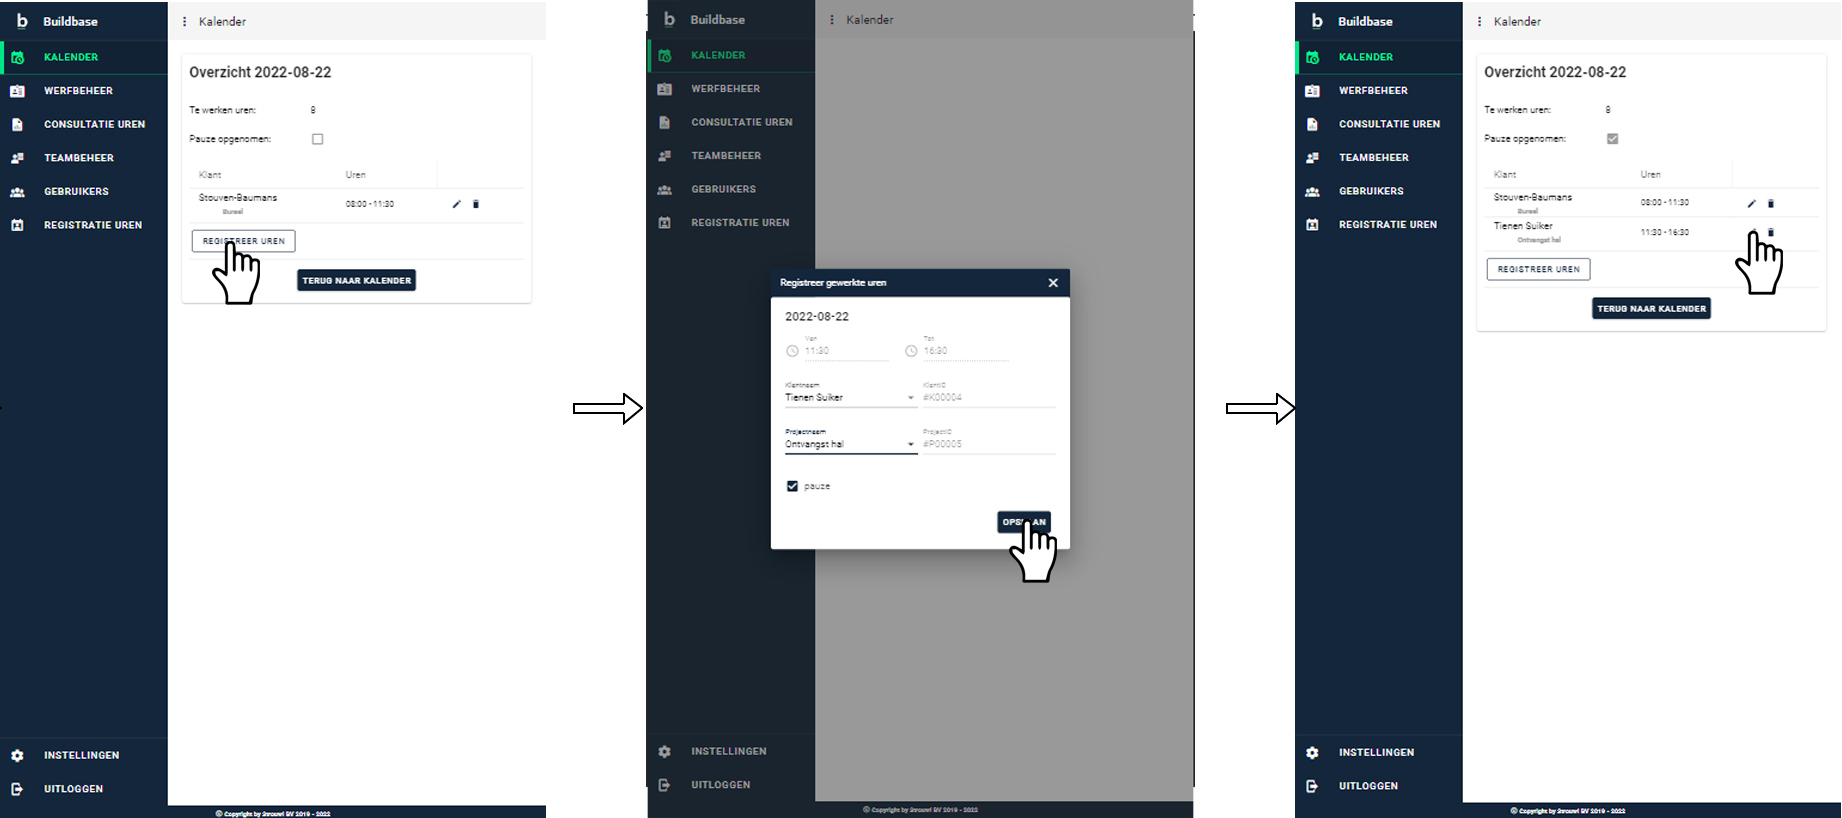 Buildbase
Kalender
KALENDER
WERFBEHEER
CONSULTATIE UREN
TEAMBEHEER
GEBRUIKERS
REGISTRATIE UREN
Overzicht 2022-08-22
Te werken uren: 8
Pauze opgenomen:
Klant Uren
Stouven-Baumans
Bureel
08:00 - 11:30
REGISTREER UREN
TERUG NAAR KALENDER
INSTELLINGEN
UITLOGGEN
© Copyright by Strouwi BV 2019 - 2022
Buildbase
Kalender
KALENDER
WERFBEHEER
CONSULTATIE UREN
TEAMBEHEER
GEBRUIKERS
REGISTRATIE UREN
Registreer gewerkte uren
2022-08-22
Van Tot
11:30 16:30
Klantnaam KlantID
Tienen Suiker #K00004
Projectnaam ProjectID
Ontvangst hal #P00005
pauze
OPSLAAN
INSTELLINGEN
UITLOGGEN
© Copyright by Strouwi BV 2019 - 2022
Buildbase
Kalender
KALENDER
WERFBEHEER
CONSULTATIE UREN
TEAMBEHEER
GEBRUIKERS
REGISTRATIE UREN
Overzicht 2022-08-22
Te werken uren: 8
Pauze opgenomen:
Klant Uren
Stouven-Baumans
Bureel
08:00 - 11:30
Tienen Suiker
Ontvangst hal
11:30 - 16:30
REGISTREER UREN
TERUG NAAR KALENDER
INSTELLINGEN
UITLOGGEN
© Copyright by Strouwi BV 2019 - 2022